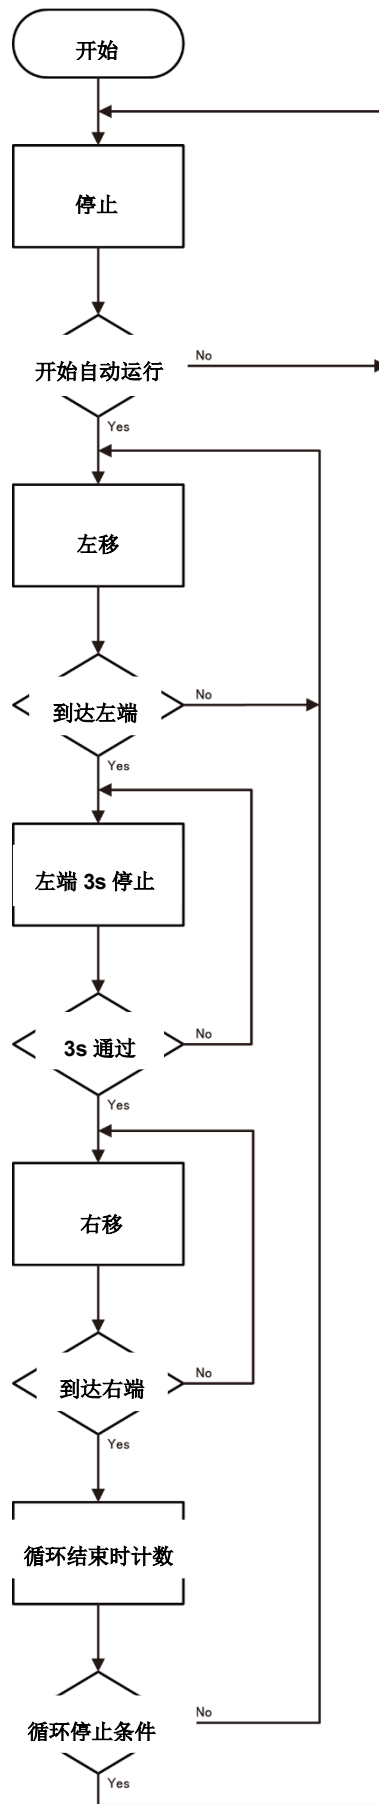 开始
停止
开始自动运行
No
Yes
左移
到达左端
No
Yes
左端 3s 停止
3s 通过
No
Yes
右移
到达右端
No
Yes
循环结束时计数
循环停止条件
No
Yes